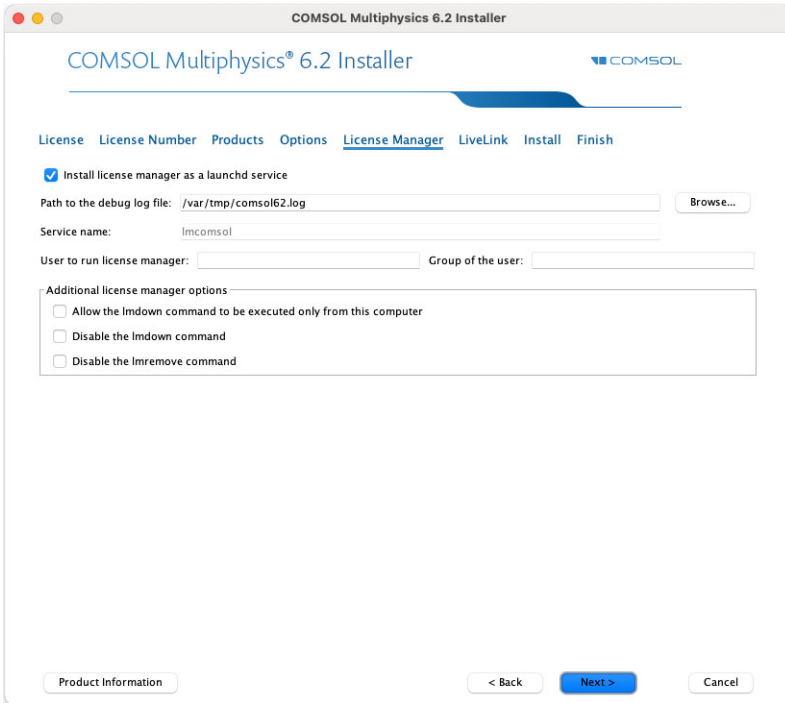 COMSOL Multiphysics 6.2 Installer
COMSOL Multiphysics® 6.2 Installer
COMSOL
License License Number Products Options License Manager LiveLink Install Finish
Install license manager as a launchd service
Path to the debug log file: /var/tmp/comsol62.log Browse...
Service name: lmcomsol
User to run license manager: Group of the user:
Additional license manager options
Allow the lmdown command to be executed only from this computer
Disable the lmdown command
Disable the lmremove command
Product Information < Back Next > Cancel